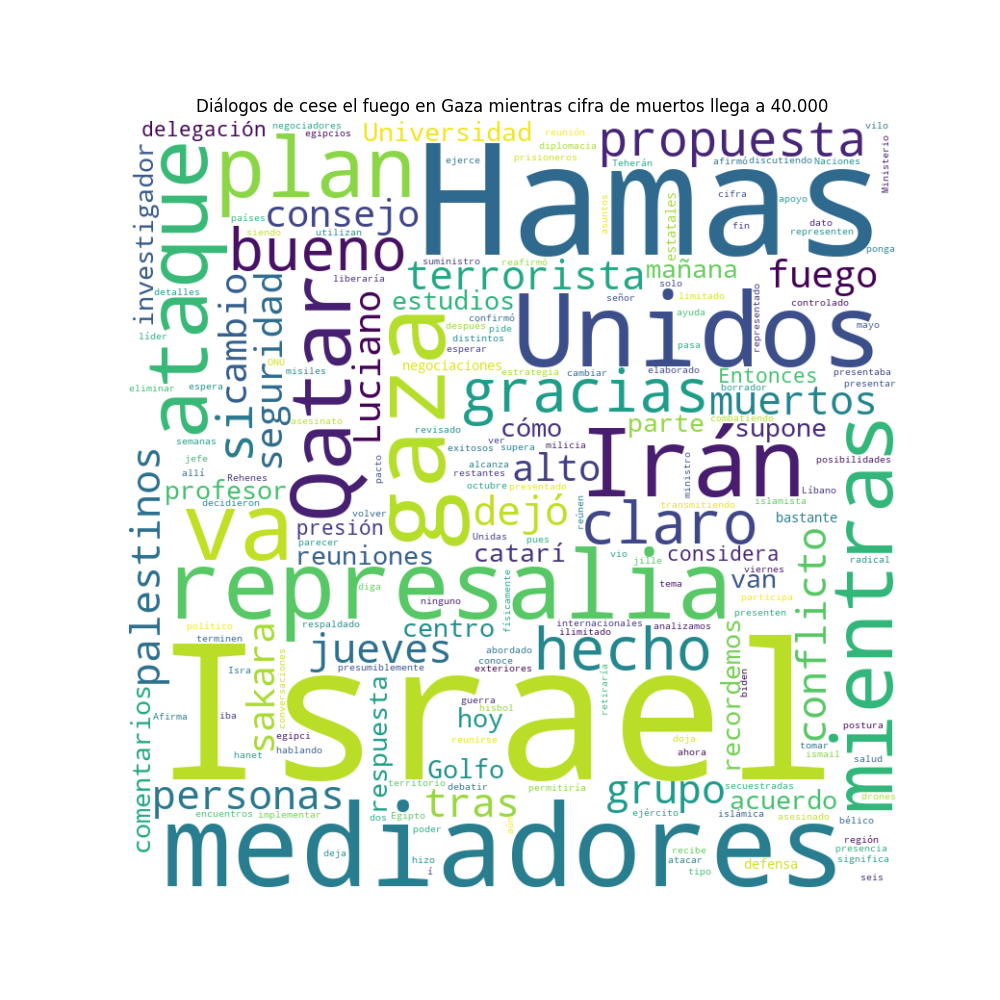 Diálogos de cese el fuego en Gaza mientras cifra de muertos llega a 40.000
delegación
negociadores
egipcios
Universidad
reunión
diplomacia
prisioneros
ejerce
propuesta
vilo
Ministerio
investigador
ataque
plan
Hamas
Teherán
afirmó
discutiendo
Naciones
asuntos
estatales
cifra
apoyo
fin
dato
representen
ponga
países
consejo
siendo
utilizan
bueno
suministro
reafirmó
terrorista
mañana
fuego
solo
liberaría
detalles
líder
si
cambio
seguridad
Qatar
Luciano
estudios
gaza
señor
limitado
controlado
ayuda
representado
mayo
confirmó
después
pide
distintos
esperar
Unidos
pasa
presentaba
presentar
ONU
misiles
negociaciones
estrategia
cambiar
elaborado
Entonces
borrador
eliminar
espera
gracias
muertos
combatiendo
asesinato
revisado
cómo
parte
supone
mientras
semanas
jefe
allí
Rehenes
exitosos
ver
supera
milicia
alcanza
restantes
pacto
alto
Irán
ministro
posibilidades
islamista
Líbano
palestinos
profesor
decidieron
octubre
presentado
transmitiendo
va
presión
volver
parecer
dejó
reúnen
claro
bastante
Unidas
pues
reuniones
catarí
vio
jille
considera
conflicto
radical
viernes
represalia
diga
ninguno
físicamente
tema
van
participa
presenten
político
terminen
respaldado
centro
internacionales
ilimitado
analizamos
recordemos
sakara
conversaciones
jueves
presumiblemente
abordado
conoce
exteriores
hecho
biden
Isra
Israel
retiraría
comentarios
Afirma
iba
egipci
guerra
hisbol
hoy
reunirse
doja
ahora
postura
tomar
ismail
salud
hanet
hablando
respuesta
Golfo
debatir
territorio
permitiría
secuestradas
drones
personas
encuentros
implementar
dos
Egipto
poder
tras
aún
grupo
ejército
acuerdo
islámica
asesinado
bélico
mediadores
deja
hizo
í
recibe
atacar
tipo
defensa
región
presencia
significa
seis